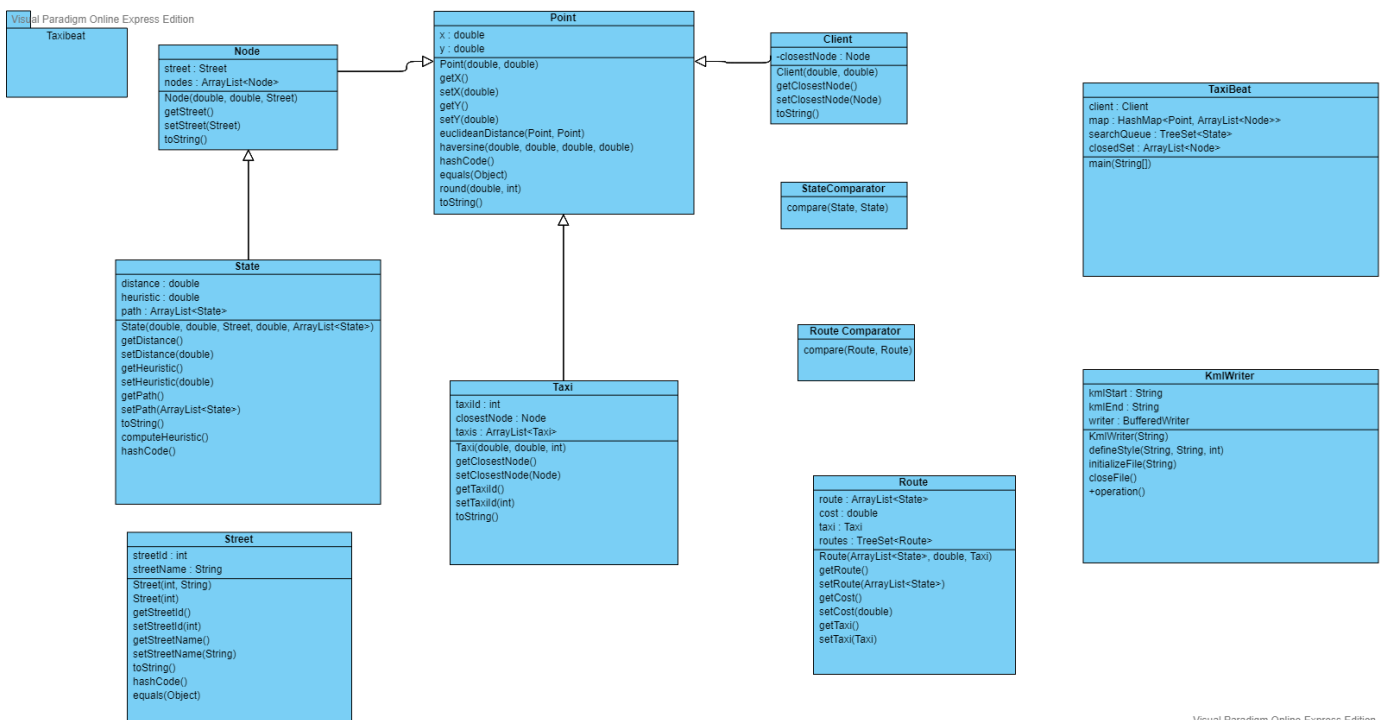 Visual Paradigm Online Express Edition
Taxibeat
Node
street : Street
nodes : ArrayList<Node>
Node(double, double, Street)
getStreet()
setStreet(Street)
toString()
Point
x : double
y : double
Point(double, double)
getX()
setX(double)
getY()
setY(double)
euclideanDistance(Point, Point)
haversine(double, double, double, double)
hashCode()
equals(Object)
round(double, int)
toString()
Client
-closestNode : Node
Client(double, double)
getClosestNode()
setClosestNode(Node)
toString()
TaxiBeat
client : Client
map : HashMap<Point, ArrayList<Node>>
searchQueue : TreeSet<State>
closedSet : ArrayList<Node>
main(String[])
StateComparator
compare(State, State)
State
distance : double
heuristic : double
path : ArrayList<State>
State(double, double, Street, double, ArrayList<State>)
getDistance()
setDistance(double)
getHeuristic()
setHeuristic(double)
getPath()
setPath(ArrayList<State>)
toString()
computeHeuristic()
hashCode()
Route Comparator
compare(Route, Route)
Taxi
taxiId : int
closestNode : Node
taxis : ArrayList<Taxi>
Taxi(double, double, int)
getClosestNode()
setClosestNode(Node)
getTaxiId()
setTaxiId(int)
toString()
KmlWriter
kmlStart : String
kmlEnd : String
writer : BufferedWriter
KmlWriter(String)
defineStyle(String, String, int)
initializeFile(String)
closeFile()
+operation()
Route
route : ArrayList<State>
cost : double
taxi : Taxi
routes : TreeSet<Route>
Route(ArrayList<State>, double, Taxi)
getRoute()
setRoute(ArrayList<State>)
getCost()
setCost(double)
getTaxi()
setTaxi(Taxi)
Street
streetId : int
streetName : String
Street(int, String)
Street(int)
getStreetId()
setStreetId(int)
getStreetName()
setStreetName(String)
toString()
hashCode()
equals(Object)
Visual Paradigm Online Express Edition